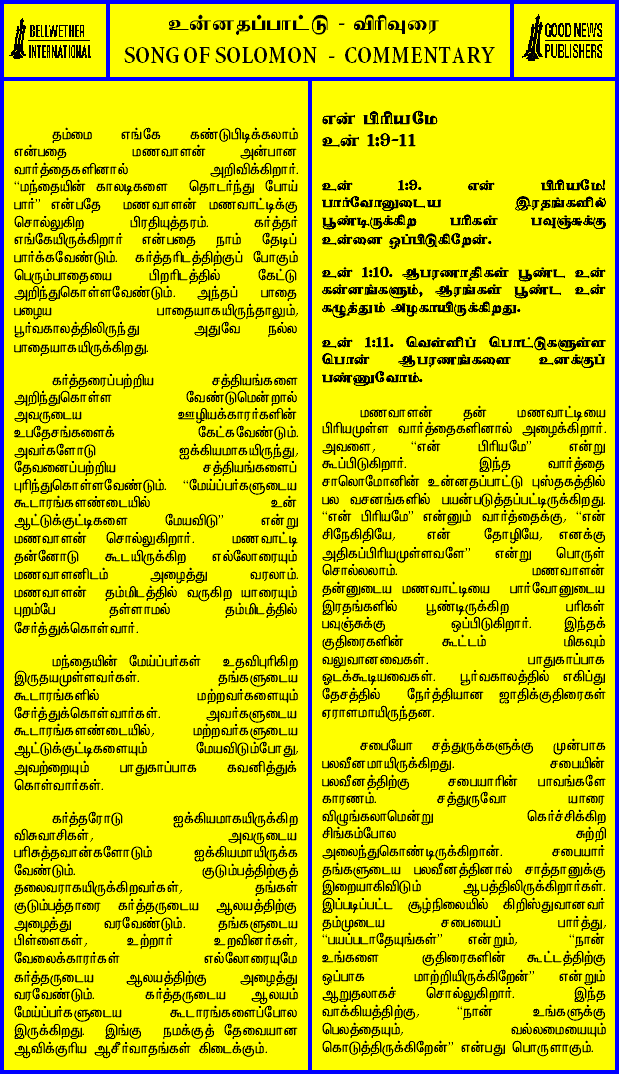 BELLWETHER
INTERNATIONAL
உன்னதப்பாட்டு - விரிவுரை
SONG OF SOLOMON - COMMENTARY
GOOD NEWS
PUBLISHERS
தம்மை எங்கே கண்டுபிடிக்கலாம்
என்பதை மணவாளன் அன்பான
வார்த்தைகளினால் அறிவிக்கிறார்.
“மந்தையின் காலடிகளை தொடர்ந்து போய்
பார்” என்பதே மணவாளன் மணவாட்டிக்கு
சொல்லுகிற பிரதியுத்தரம். கர்த்தர்
எங்கேயிருக்கிறார் என்பதை நாம் தேடிப்
பார்க்கவேண்டும். கர்த்தரிடத்திற்குப் போகும்
பெரும்பாதையை பிறரிடத்தில் கேட்டு
அறிந்துகொள்ளவேண்டும். அந்தப் பாதை
பழைய பாதையாகயிருந்தாலும்,
பூர்வகாலத்திலிருந்து அதுவே நல்ல
பாதையாகயிருக்கிறது.
கர்த்தரைப்பற்றிய சத்தியங்களை
அறிந்துகொள்ள வேண்டுமென்றால்
அவருடைய ஊழியக்காரர்களின்
உபதேசங்களைக் கேட்கவேண்டும்.
அவர்களோடு ஐக்கியமாகயிருந்து,
தேவனைப்பற்றிய சத்தியங்களைப்
புரிந்துகொள்ளவேண்டும். “மேய்ப்பர்களுடைய
கூடாரங்களண்டையில் உன்
ஆட்டுக்குட்டிகளை மேயவிடு” என்று
மணவாளன் சொல்லுகிறார். மணவாட்டி
தன்னோடு கூடயிருக்கிற எல்லோரையும்
மணவாளனிடம் அழைத்து வரலாம்.
மணவாளன் தம்மிடத்தில் வருகிற யாரையும்
புறம்பே தள்ளாமல் தம்மிடத்தில்
சேர்த்துக்கொள்வார்.
மந்தையின் மேய்ப்பர்கள் உதவிபுரிகிற
இருதயமுள்ளவர்கள். தங்களுடைய
கூடாரங்களில் மற்றவர்களையும்
சேர்த்துக்கொள்வார்கள். அவர்களுடைய
கூடாரங்களண்டையில், மற்றவர்களுடைய
ஆட்டுக்குட்டிகளையும் மேயவிடும்போது,
அவற்றையும் பாதுகாப்பாக கவனித்துக்
கொள்வார்கள்.
கர்த்தரோடு ஐக்கியமாகயிருக்கிற
விசுவாசிகள், அவருடைய
பரிசுத்தவான்களோடும் ஐக்கியமாயிருக்க
வேண்டும். குடும்பத்திற்குத்
தலைவராகயிருக்கிறவர்கள், தங்கள்
குடும்பத்தாரை கர்த்தருடைய ஆலயத்திற்கு
அழைத்து வரவேண்டும். தங்களுடைய
பிள்ளைகள், உற்றார் உறவினர்கள்,
வேலைக்காரர்கள் எல்லோரையுமே
கர்த்தருடைய ஆலயத்திற்கு அழைத்து
வரவேண்டும். கர்த்தருடைய ஆலயம்
மேய்ப்பர்களுடைய கூடாரங்களைப்போல
இருக்கிறது. இங்கு நமக்குத் தேவையான
ஆவிக்குரிய ஆசீர்வாதங்கள் கிடைக்கும்.
என் பிரியமே
உன் 1:9-11
உன் 1:9. என் பிரியமே!
பார்வோனுடைய இரதங்களில்
பூண்டிருக்கிற பரிகள் பவுஞ்சுக்கு
உன்னை ஒப்பிடுகிறேன்.
உன் 1:10. ஆபரணாதிகள் பூண்ட உன்
கன்னங்களும், ஆரங்கள் பூண்ட உன்
கழுத்தும் அழகாயிருக்கிறது.
உன் 1:11. வெள்ளிப் பொட்டுகளுள்ள
பொன் ஆபரணங்களை உனக்குப்
பண்ணுவோம்.
மணவாளன் தன் மணவாட்டியை
பிரியமுள்ள வார்த்தைகளினால் அழைக்கிறார்.
அவளை, “என் பிரியமே” என்று
கூப்பிடுகிறார். இந்த வார்த்தை
சாலொமோனின் உன்னதப்பாட்டு புஸ்தகத்தில்
பல வசனங்களில் பயன்படுத்தப்பட்டிருக்கிறது.
“என் பிரியமே” என்னும் வார்த்தைக்கு, “என்
சிநேகிதியே, என் தோழியே, எனக்கு
அதிகப்பிரியமுள்ளவளே” என்று பொருள்
சொல்லலாம். மணவாளன்
தன்னுடைய மணவாட்டியை பார்வோனுடைய
இரதங்களில் பூண்டிருக்கிற பரிகள்
பவுஞ்சுக்கு ஒப்பிடுகிறார். இந்தக்
குதிரைகளின் கூட்டம் மிகவும்
வலுவானவைகள். பாதுகாப்பாக
ஓடக்கூடியவைகள். பூர்வகாலத்தில் எகிப்து
தேசத்தில் நேர்த்தியான ஜாதிக்குதிரைகள்
ஏராளமாயிருந்தன.
சபையோ சத்துருக்களுக்கு முன்பாக
பலவீனமாயிருக்கிறது. சபையின்
பலவீனத்திற்கு சபையாரின் பாவங்களே
காரணம். சத்துருவோ யாரை
விழுங்கலாமென்று கெர்ச்சிக்கிற
சிங்கம்போல சுற்றி
அலைந்துகொண்டிருக்கிறான். சபையார்
தங்களுடைய பலவீனத்தினால் சாத்தானுக்கு
இறையாகிவிடும் ஆபத்திலிருக்கிறார்கள்.
இப்படிப்பட்ட சூழ்நிலையில் கிறிஸ்துவானவர்
தம்முடைய சபையைப் பார்த்து,
“பயப்படாதேயுங்கள்” என்றும், “நான்
உங்களை குதிரைகளின் கூட்டத்திற்கு
ஒப்பாக மாற்றியிருக்கிறேன்” என்றும்
ஆறுதலாகச் சொல்லுகிறார். இந்த
வாக்கியத்திற்கு, “நான் உங்களுக்கு
பெலத்தையும், வல்லமையையும்
கொடுத்திருக்கிறேன்” என்பது பொருளாகும்.